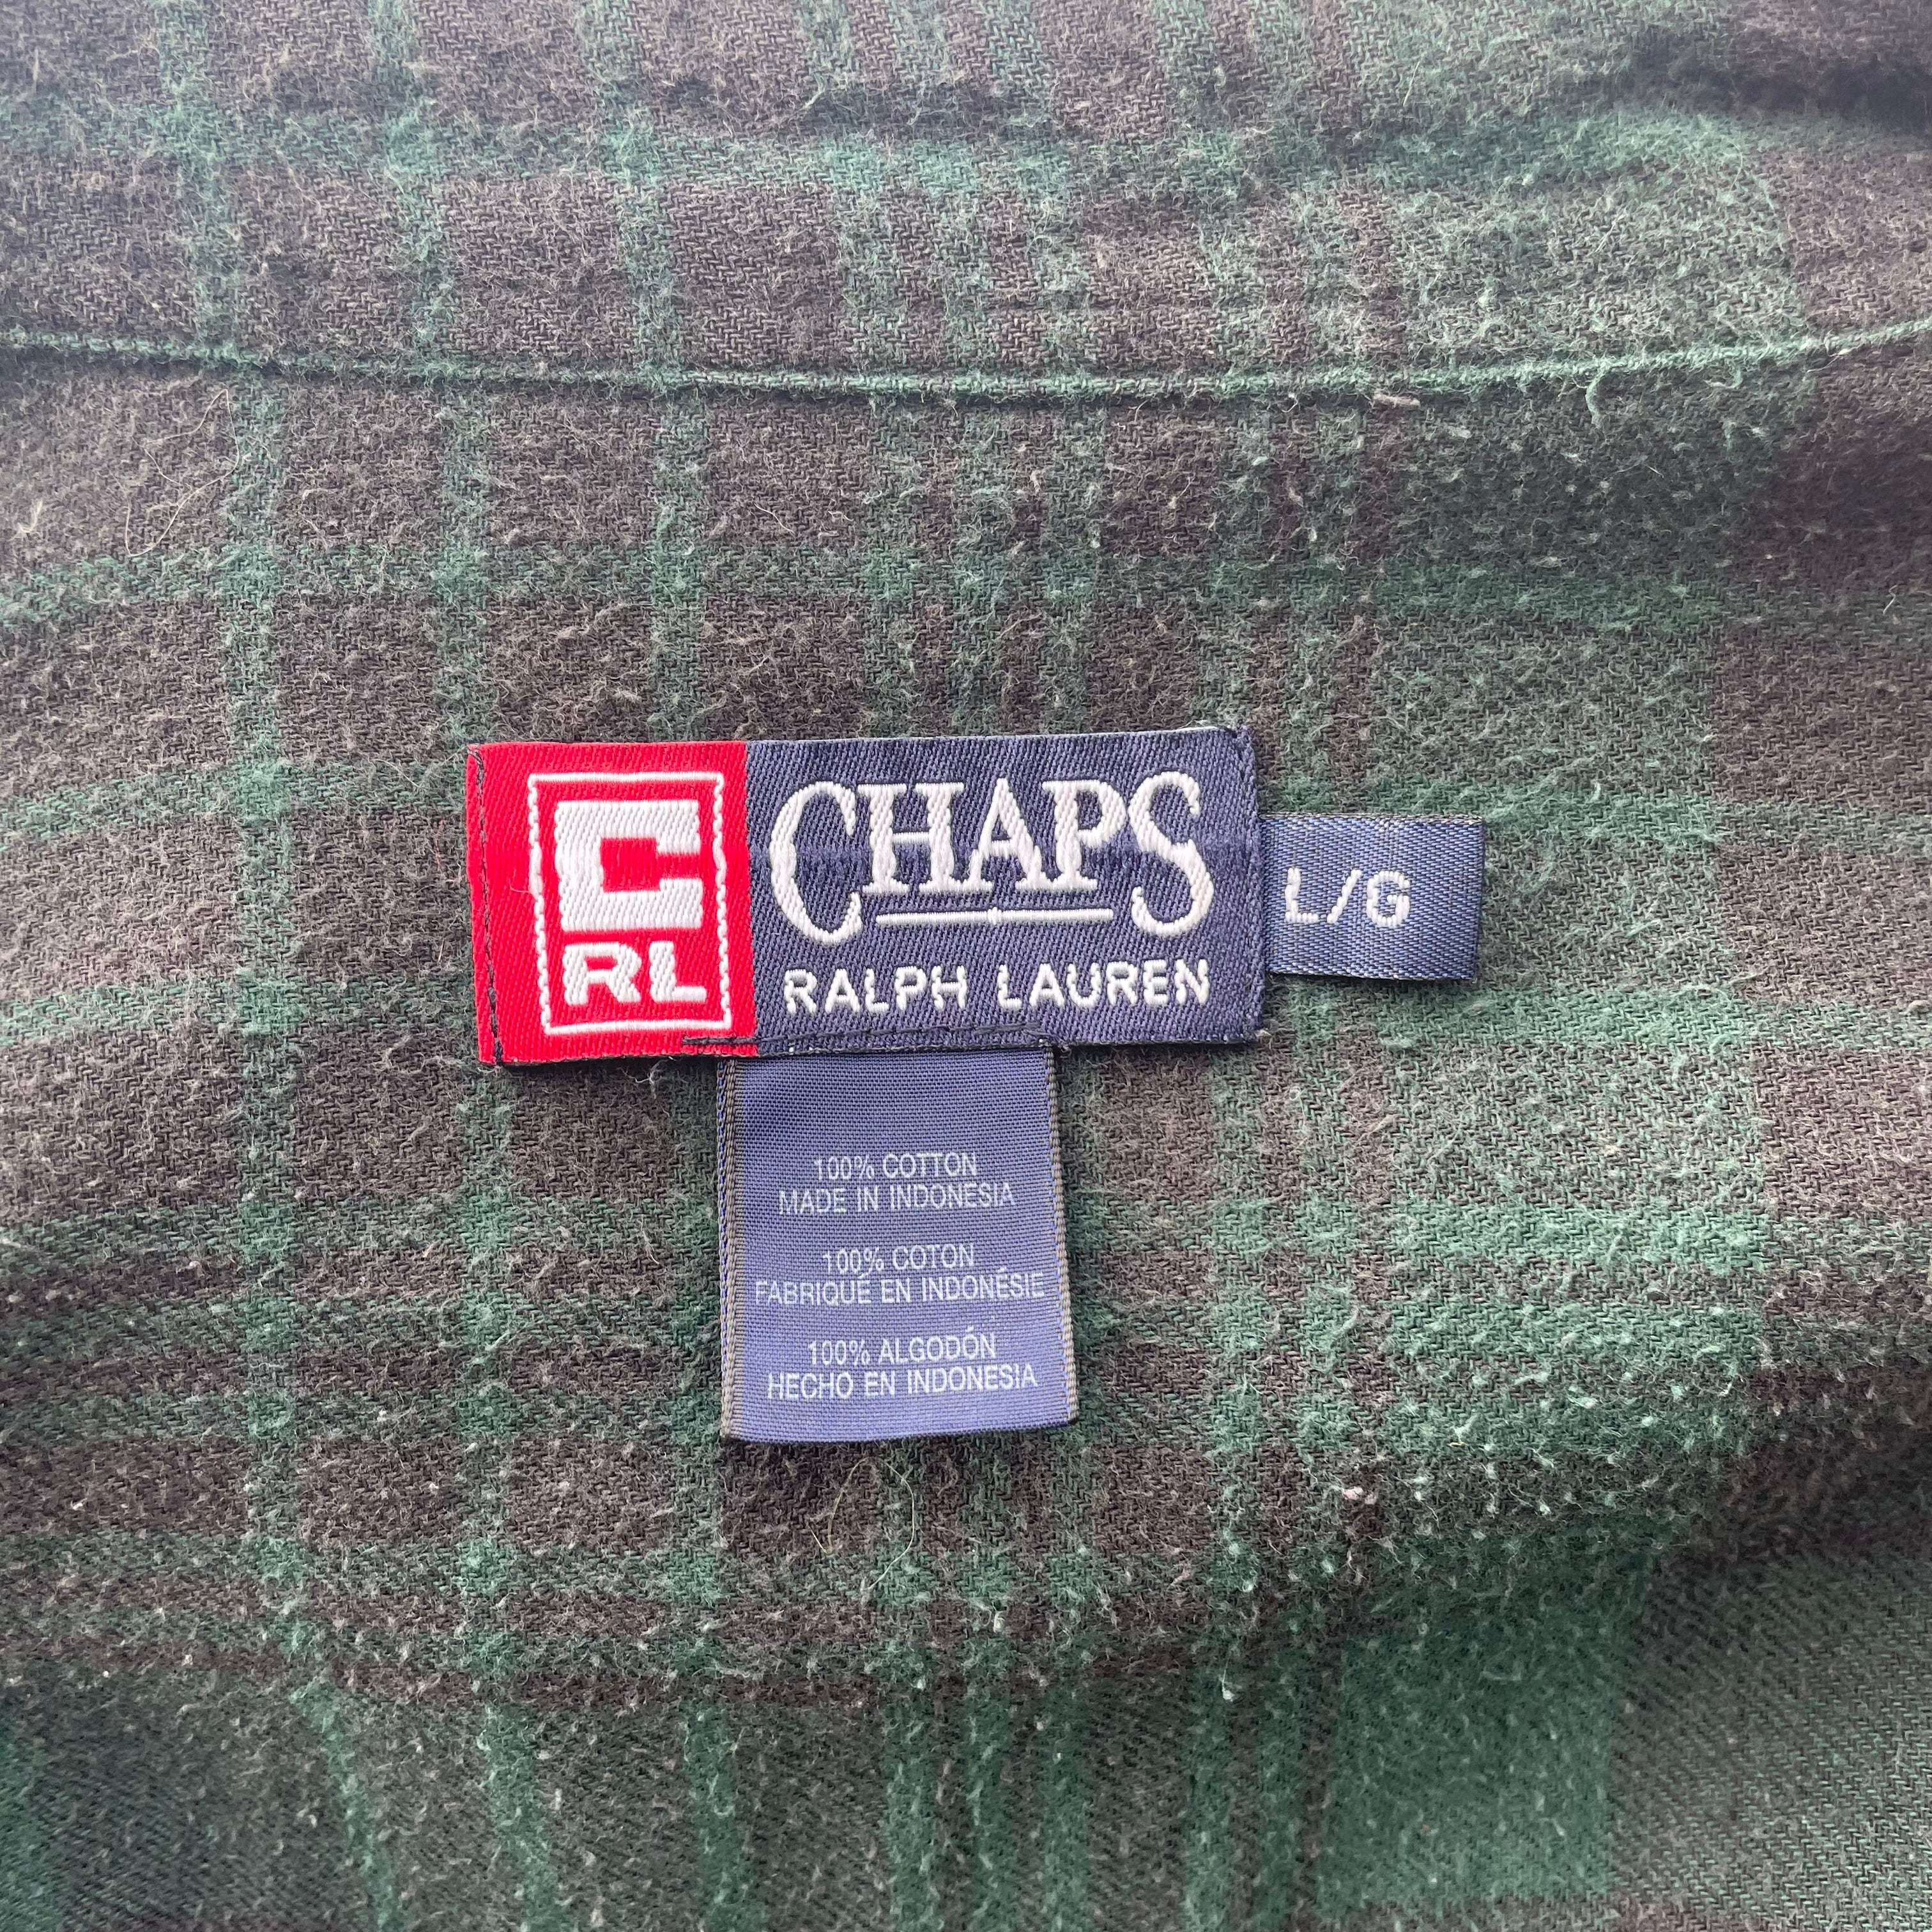 C
RL
CHAPS
RALPH LAUREN
L/G
100% COTTON
MADE IN INDONESIA
100% COTON
FABRIQUÉ EN INDONÉSIE
100% ALGODÓN
HECHO EN INDONESIA